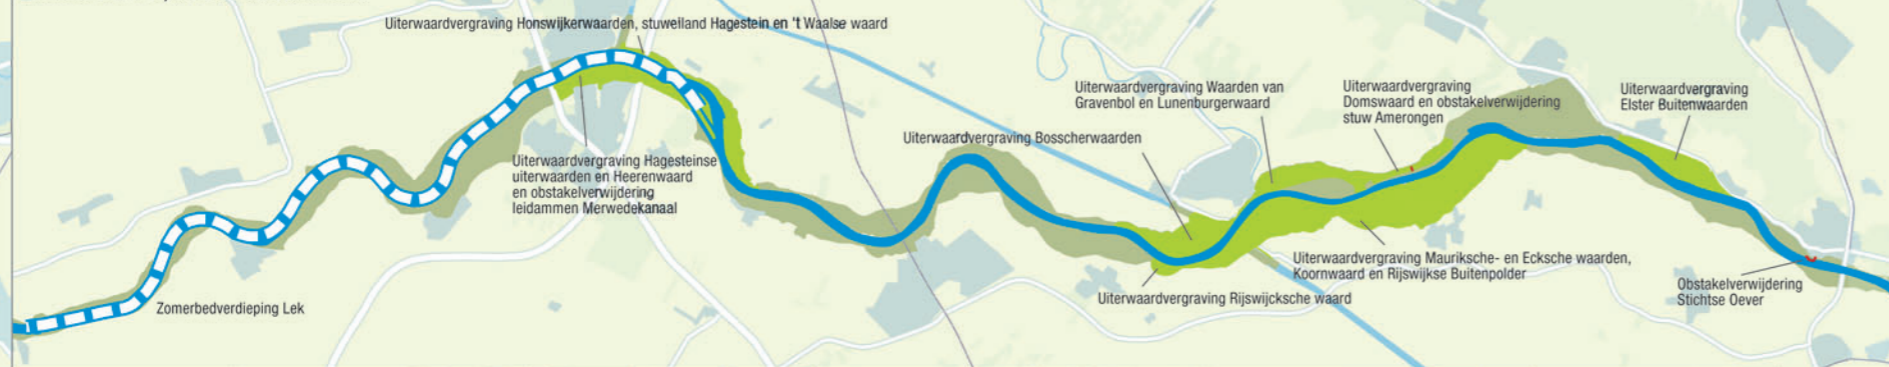 Uiterwaardvergraving Honswijkerwaarden, stuweiland Hagestein en 't Waalse waard
Uiterwaardvergraving Waarden van
Gravenbol en Lunenburgerwaard
Uiterwaardvergraving
Domswaard en obstakelverwijdering
stuw Amerongen
Uiterwaardvergraving
Elster Buitenwaarden
Uiterwaardvergraving Bosscherwaarden
Uiterwaardvergraving Hagesteinse
uiterwaarden en Heerenwaard
en obstakelverwijdering
leidammen Merwedekanaal
Uiterwaardvergraving Mauriksche- en Ecksche waarden,
Koornwaard en Rijswijkse Buitenpolder
Obstakelverwijdering
Stichtse Oever
Uiterwaardvergraving Rijswijcksche waard
Zomerbedverdieping Lek